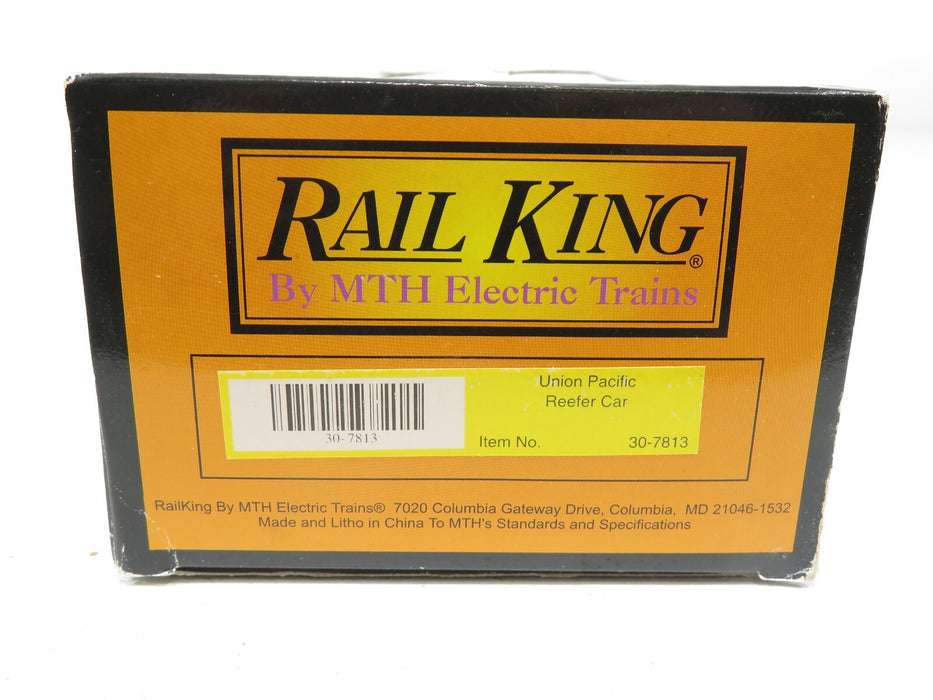 RAIL KING®
By MTH Electric Trains
30-7813
Union Pacific
Reefer Car
Item No. 30-7813
RailKing By MTH Electric Trains® 7020 Columbia Gateway Drive, Columbia, MD 21046-1532
Made and Litho in China To MTH's Standards and Specifications